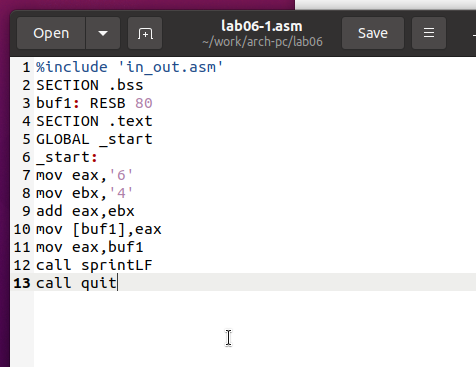 Open
lab06-1.asm
~/work/arch-pc/lab06
Save
1 %include 'in_out.asm'
2 SECTION .bss
3 buf1: RESB 80
4 SECTION .text
5 GLOBAL _start
6 _start:
7 mov eax,'6'
8 mov ebx,'4'
9 add eax,ebx
10 mov [buf1],eax
11 mov eax,buf1
12 call sprintLF
13 call quit